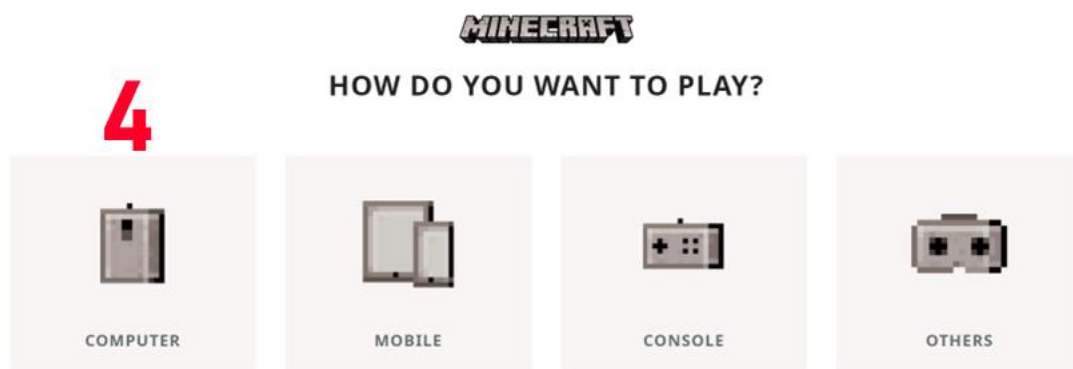 MINECRAFT
HOW DO YOU WANT TO PLAY?
4
COMPUTER
MOBILE
CONSOLE
OTHERS